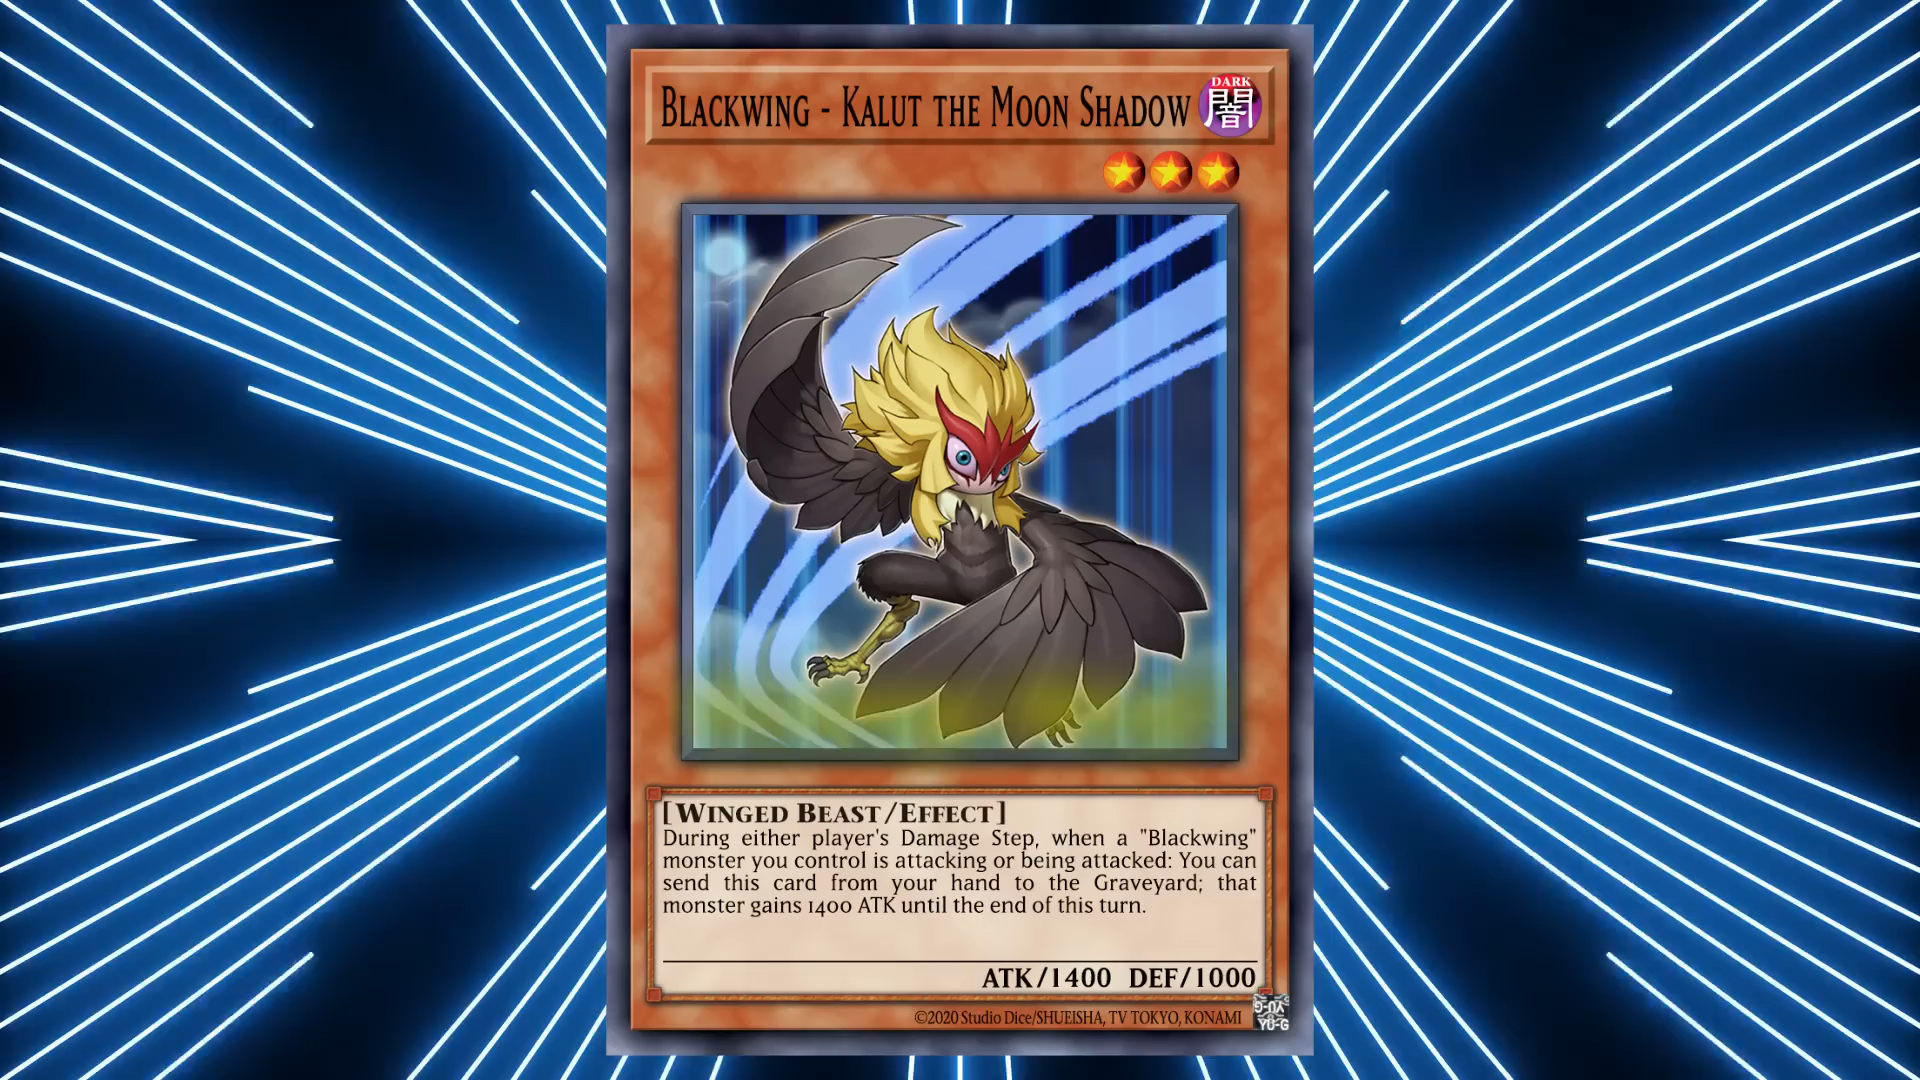 BLACKWING - KALUT THE MOON SHADOW
DARK
闇
[WINGED BEAST/EFFECT]
During either player's Damage Step, when a "Blackwing"
monster you control is attacking or being attacked: You can
send this card from your hand to the Graveyard; that
monster gains 1400 ATK until the end of this turn.
ATK/1400 DEF/1000
©2020 Studio Dice/SHUEISHA, TV TOKYO, KONAMI